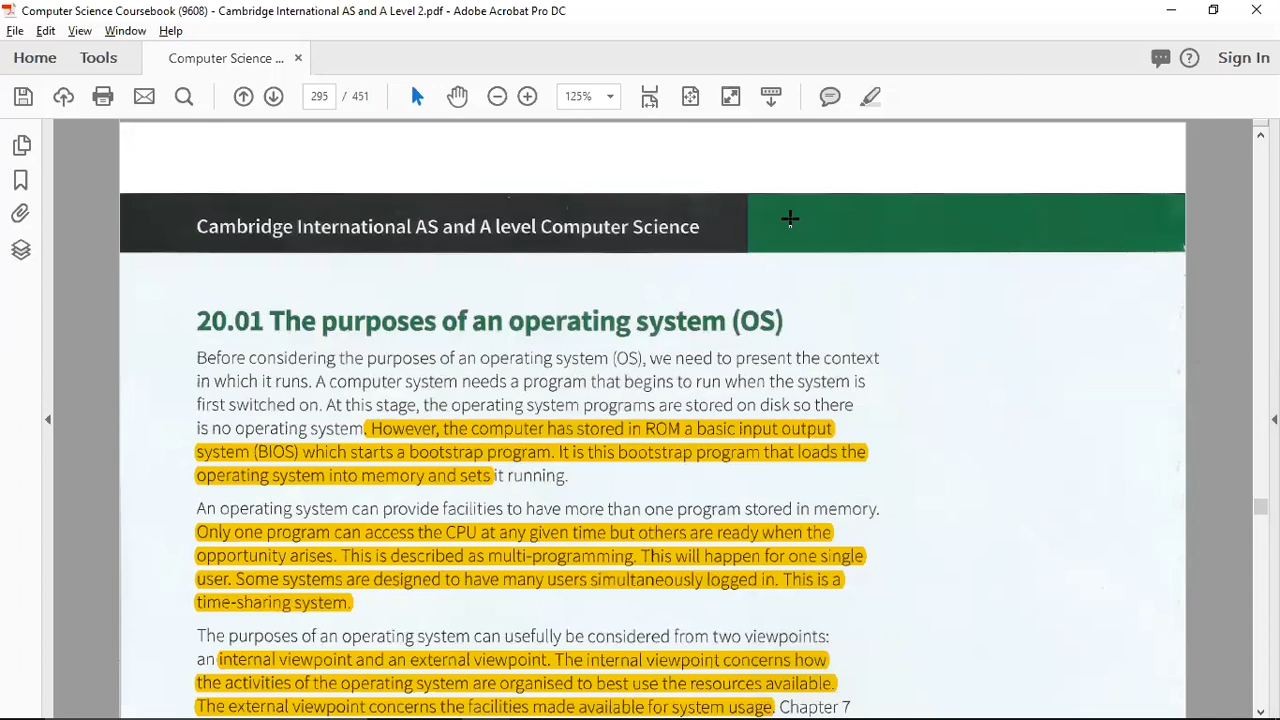 Computer Science Coursebook (9608) - Cambridge International AS and A Level 2.pdf - Adobe Acrobat Pro DC
File Edit View Window Help
Home Tools Computer Science ... × Sign In
295 / 451 125%
Cambridge International AS and A level Computer Science
20.01 The purposes of an operating system (OS)
Before considering the purposes of an operating system (OS), we need to present the context
in which it runs. A computer system needs a program that begins to run when the system is
first switched on. At this stage, the operating system programs are stored on disk so there
is no operating system. However, the computer has stored in ROM a basic input output
system (BIOS) which starts a bootstrap program. It is this bootstrap program that loads the
operating system into memory and sets it running.
An operating system can provide facilities to have more than one program stored in memory.
Only one program can access the CPU at any given time but others are ready when the
opportunity arises. This is described as multi-programming. This will happen for one single
user. Some systems are designed to have many users simultaneously logged in. This is a
time-sharing system.
The purposes of an operating system can usefully be considered from two viewpoints:
an internal viewpoint and an external viewpoint. The internal viewpoint concerns how
the activities of the operating system are organised to best use the resources available.
The external viewpoint concerns the facilities made available for system usage. Chapter 7